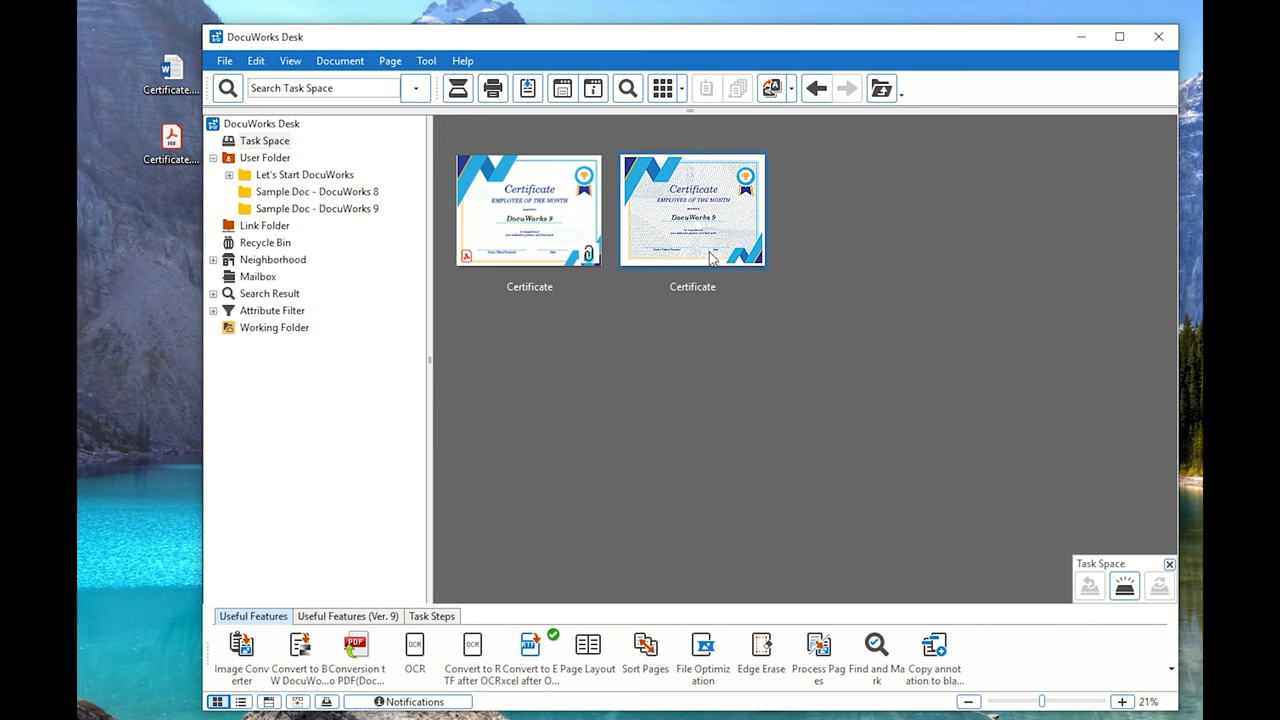 DocuWorks Desk
File Edit View Document Page Tool Help
Search Task Space
Certificate....
PDF
Certificate....
DocuWorks Desk
Task Space
User Folder
Let's Start DocuWorks
Sample Doc - DocuWorks 8
Sample Doc - DocuWorks 9
Link Folder
Recycle Bin
Neighborhood
Mailbox
Search Result
Attribute Filter
Working Folder
Certificate
EMPLOYEE OF THE MONTH
DocuWorks 9
Certificate
Certificate
EMPLOYEE OF THE MONTH
DocuWorks 9
Certificate
Task Space
Useful Features Useful Features (Ver. 9) Task Steps
Image Conv
erter
Convert to B
W DocuWo...
PDF
Conversion t
o PDF(Doc...
OCR
OCR
OCR
Convert to R
TF after OCR
RTF
Convert to E
xcel after O...
Page Layout
Sort Pages
File Optimiz
ation
Edge Erase
Process Pag
es
Find and Ma
rk
Copy annot
ation to bla...
Notifications
21%